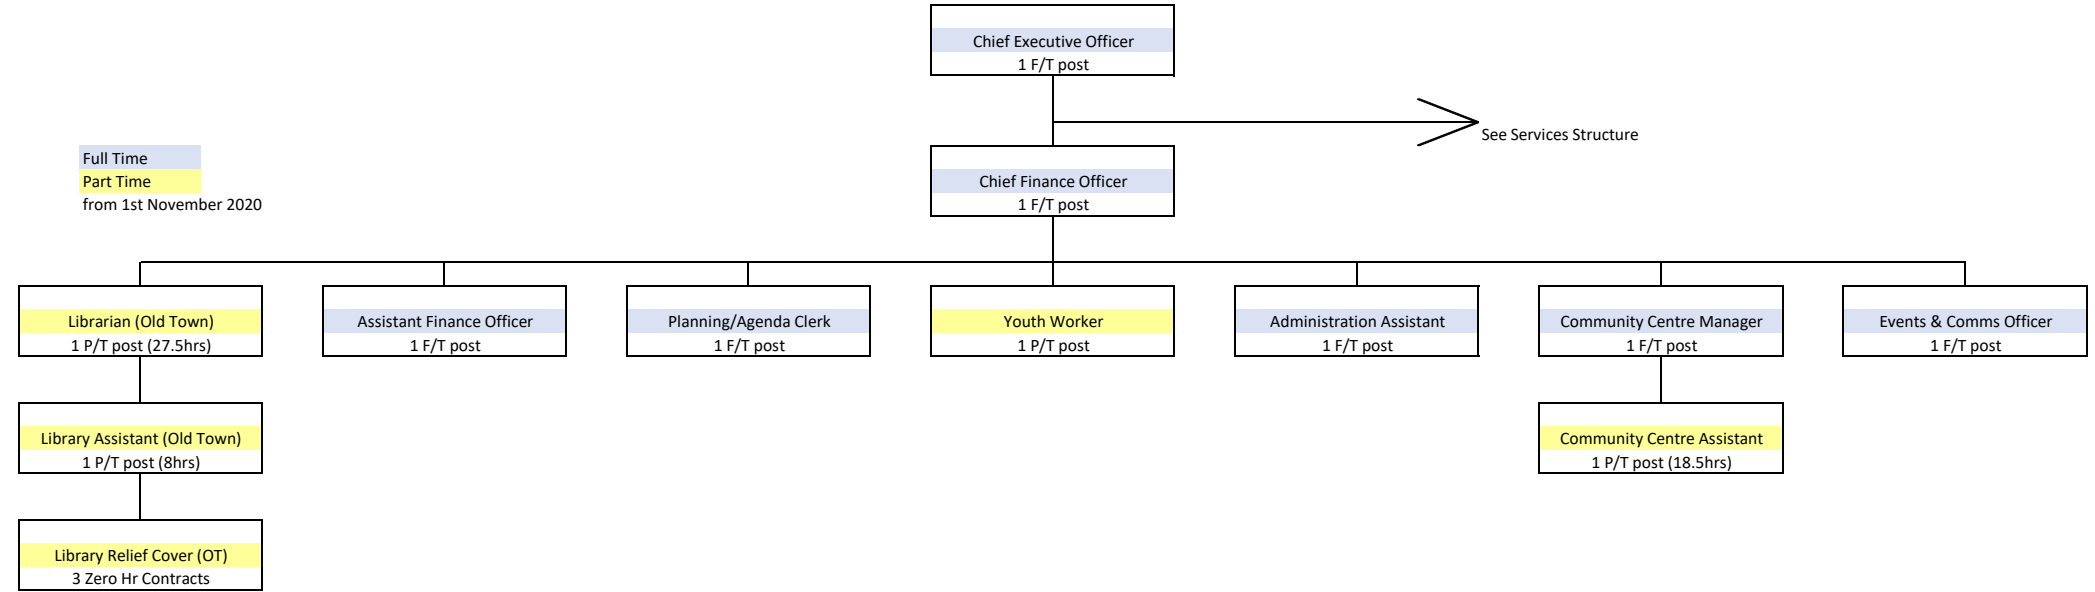 Chief Executive Officer
1 F/T post
See Services Structure
Full Time
Part Time
from 1st November 2020
Chief Finance Officer
1 F/T post
Librarian (Old Town)
1 P/T post (27.5hrs)
Assistant Finance Officer
1 F/T post
Planning/Agenda Clerk
1 F/T post
Youth Worker
1 P/T post
Administration Assistant
1 F/T post
Community Centre Manager
1 F/T post
Events & Comms Officer
1 F/T post
Library Assistant (Old Town)
1 P/T post (8hrs)
Community Centre Assistant
1 P/T post (18.5hrs)
Library Relief Cover (OT)
3 Zero Hr Contracts